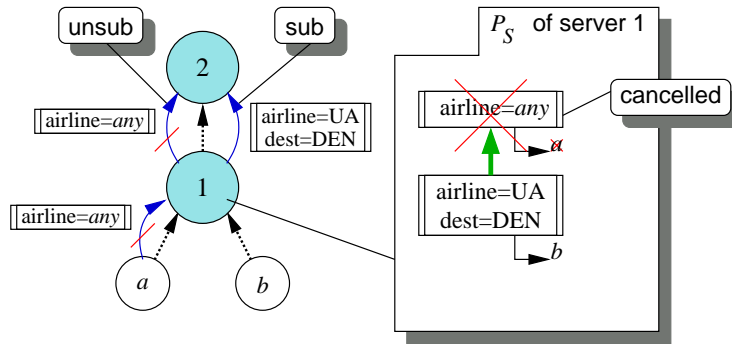 unsub
sub
2
airline=any
airline=UA
dest=DEN
1
airline=any
a
b
P_S of server 1
airline=any
cancelled
a
airline=UA
dest=DEN
b